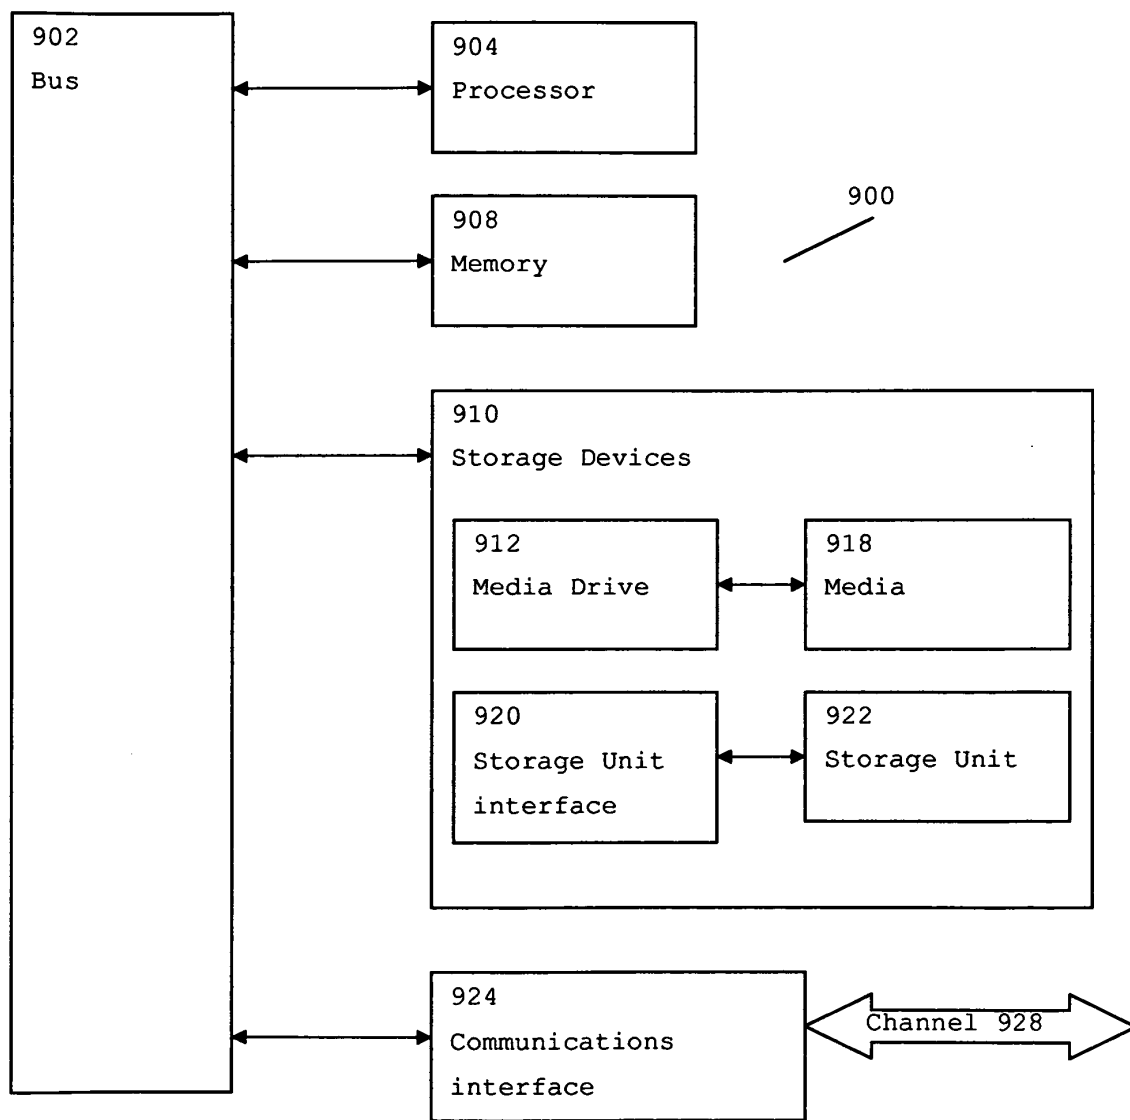 902
Bus
904
Processor
900
908
Memory
910
Storage Devices
912
Media Drive
918
Media
920
Storage Unit
interface
922
Storage Unit
924
Communications
interface
Channel 928